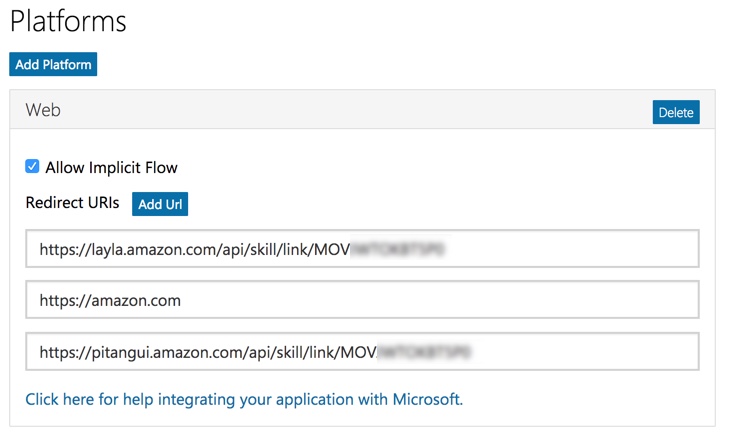 Platforms
Add Platform
Web
Delete
Allow Implicit Flow
Redirect URIs
Add Url
https://layla.amazon.com/api/skill/link/MOV
https://amazon.com
https://pitangui.amazon.com/api/skill/link/MOV
Click here for help integrating your application with Microsoft.